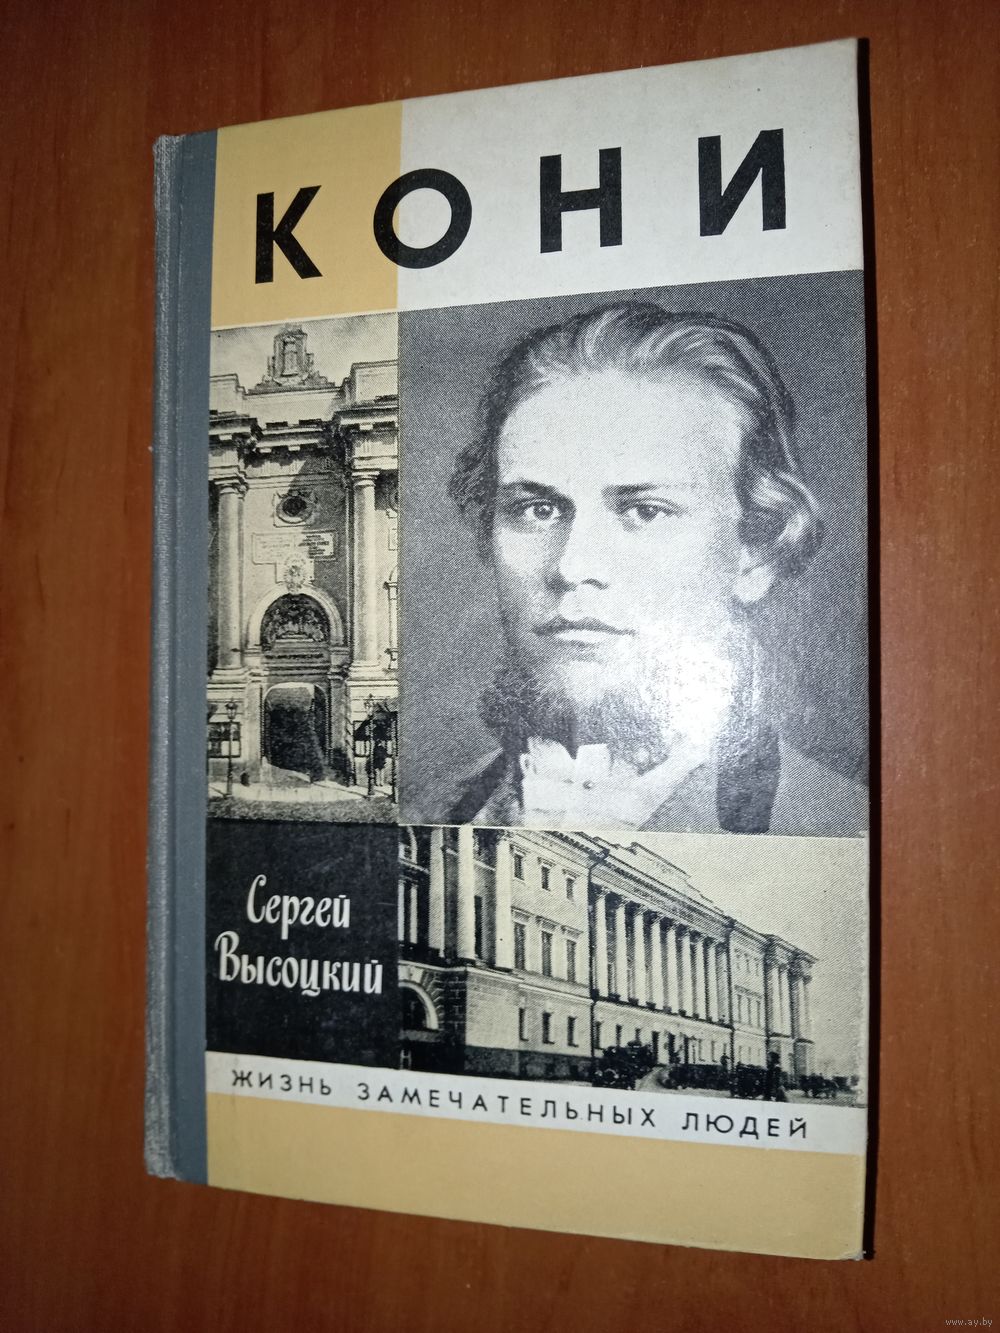 КОНИ
Сергей
Высоцкий
ЖИЗНЬ ЗАМЕЧАТЕЛЬНЫХ ЛЮДЕЙ
www.ay.by